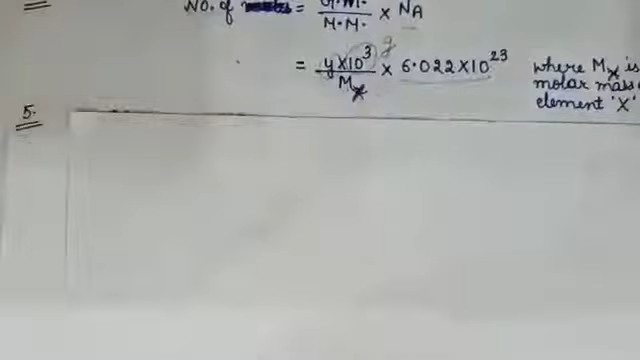 No. of = G.M. / M.M. × NA
= y×10³ g / Mx × 6.022×10²³ where Mx is
molar mass
element 'X'
5.